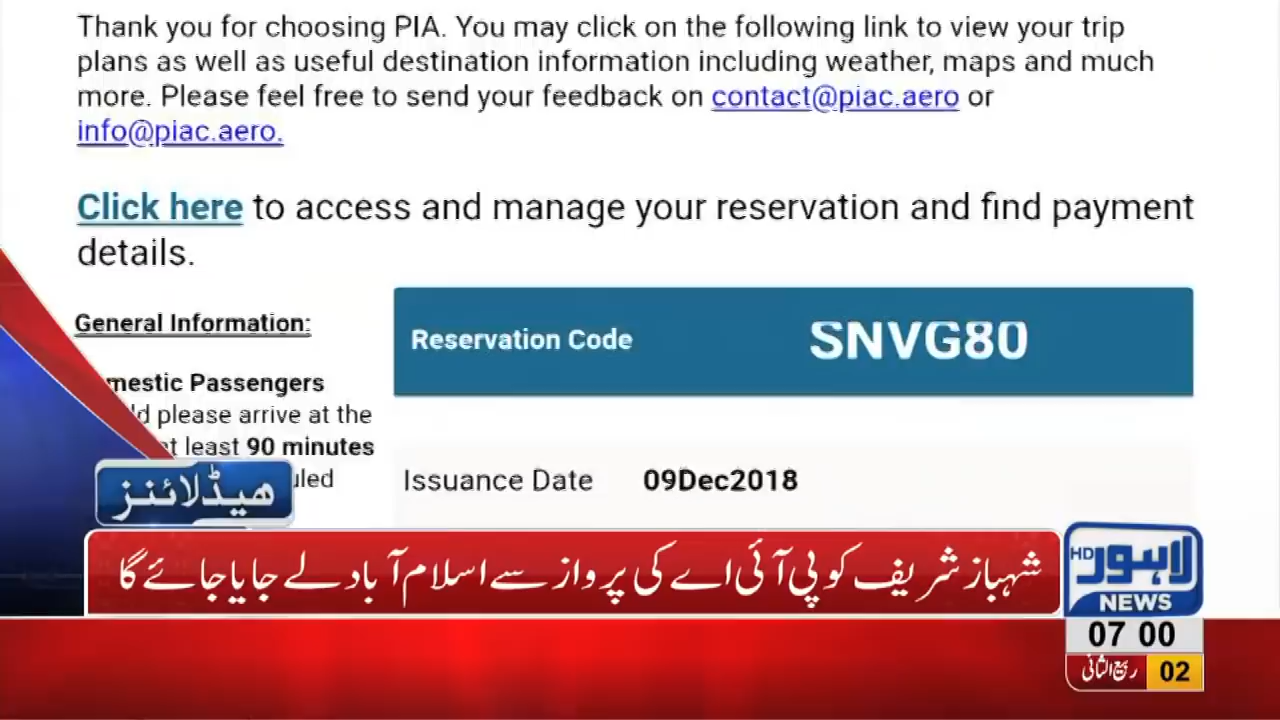 Thank you for choosing PIA. You may click on the following link to view your trip
plans as well as useful destination information including weather, maps and much
more. Please feel free to send your feedback on contact@piac.aero or
info@piac.aero.
Click here to access and manage your reservation and find payment
details.
General Information:
Reservation Code SNVG80
mestic Passengers
ld please arrive at the
at least 90 minutes
uled
Issuance Date 09Dec2018
ھیڈلائنز
شہباز شریف کو پی آئی اے کی پرواز سے اسلام آباد لے جایا جائے گا
لاہور HD
NEWS
07 00
02 ربیع الثانی